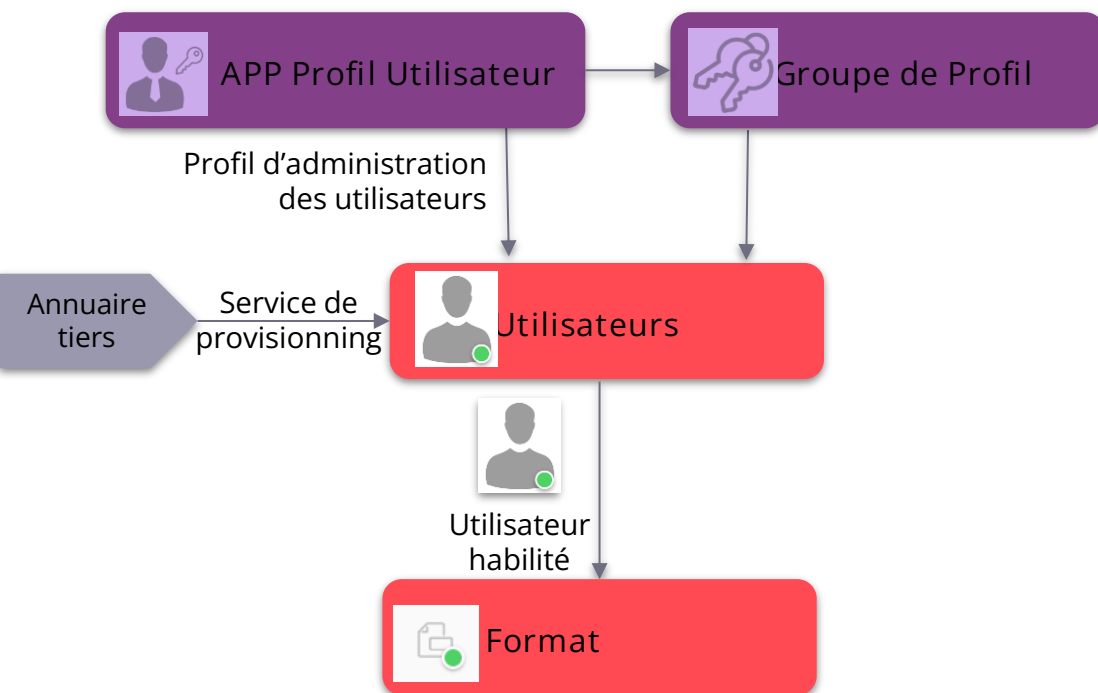 APP Profil Utilisateur
Groupe de Profil
Profil d’administration
des utilisateurs
Annuaire
tiers
Service de
provisionning
Utilisateurs
Utilisateur
habilité
Format